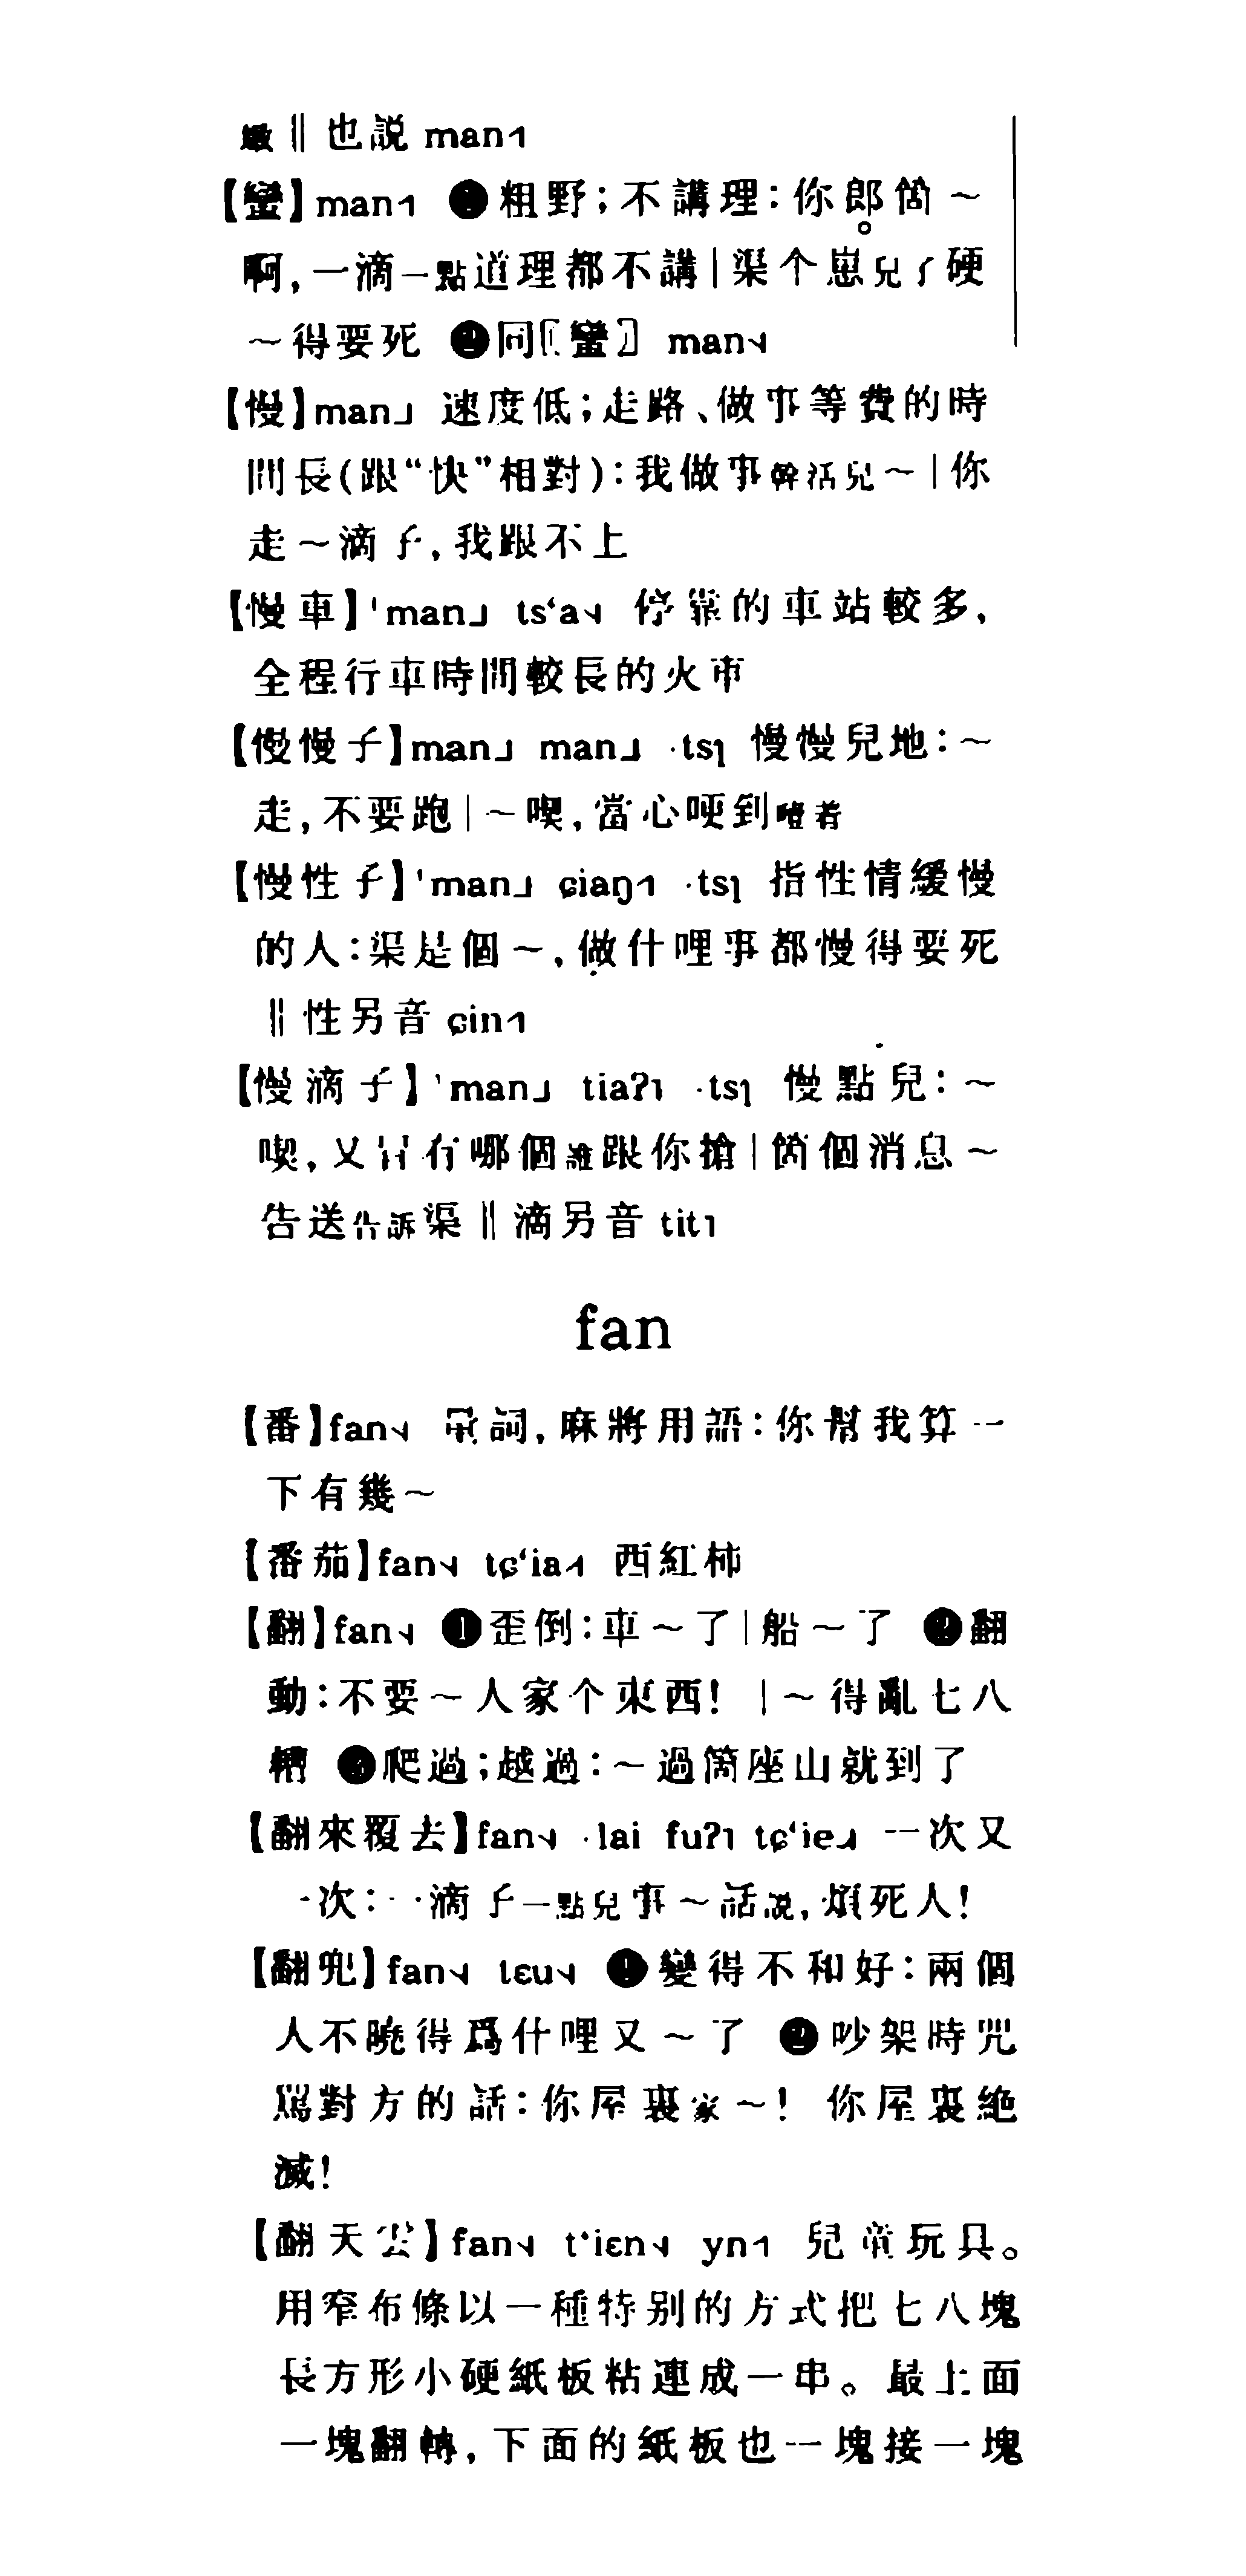 ‖也説 man˦
【蠻】man˦ ❶粗野；不講理：你郎箇～
啊，一滴一點道理都不講｜渠个崽兒了硬
～得要死 ❷同〖蠻〗 man˨
【慢】man」 速度低；走路、做事等費的時
間長（跟“快”相對）：我做事幹活兒～｜你
走～滴子，我跟不上
【慢車】ˈman」 tsʻa˨ 停靠的車站較多，
全程行車時間較長的火車
【慢慢子】man」 man」 ·tsɿ 慢慢兒地：～
走，不要跑｜～喫，當心哽到噎着
【慢性子】ˈman」 ɕiaŋ˦ ·tsɿ 指性情緩慢
的人：渠是個～，做什哩事都慢得要死
‖性另音 ɕin˦
【慢滴子】ˈman」 tiaʔ˥ ·tsɿ 慢點兒：～
喫，又冇有哪個誰跟你搶｜箇個消息～
告送告訴渠‖滴另音 tit˥
fan
【番】fan˨ 量詞，麻將用語：你幫我算一
下有幾～
【番茄】fan˨ tɕʻia˦ 西紅柿
【翻】fan˨ ❶歪倒：車～了｜船～了 ❷翻
動：不要～人家个東西！｜～得亂七八
糟 ❸爬過；越過：～過箇座山就到了
【翻來覆去】fan˨ ·lai fuʔ˥ tɕʻie˩ 一次又
一次：一滴子一點兒事～話説，煩死人！
【翻兜】fan˨ tɛu˨ ❶變得不和好：兩個
人不曉得爲什哩又～了 ❷吵架時咒
駡對方的話：你屋裏家～！ 你屋裏絶
滅！
【翻天雲】fan˨ tʻiɛn˨ yn˦ 兒童玩具。
用窄布條以一種特别的方式把七八塊
長方形小硬紙板粘連成一串。最上面
一塊翻轉，下面的紙板也一塊接一塊